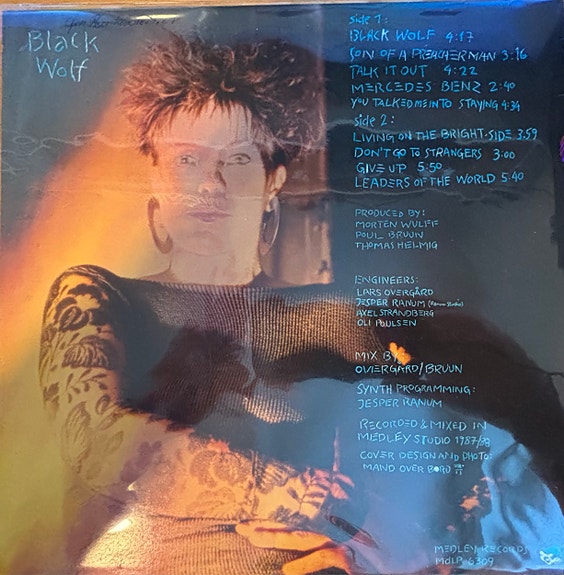 Black
Wolf
side 1:
BLACK WOLF 4:17
SON OF A PREACHERMAN 3:16
TALK IT OUT 4:22
MERCEDES BENZ 2:40
YOU TALKED ME INTO STAYING 4:34
side 2:
LIVING ON THE BRIGHT-SIDE 3:59
DON'T GO TO STRANGERS 3:00
GIVE UP 5:50
LEADERS OF THE WORLD 5:40
PRODUCED BY:
MORTEN WULFF
POUL BRUUN
THOMAS HELMIG
ENGINEERS:
LARS OVERGÅRD
JESPER RANUM
AXEL STRANDBERG
OLI POULSEN
MIX BY:
OVERGÅRD/BRUUN
SYNTH PROGRAMMING:
JESPER RANUM
RECORDED & MIXED IN
MEDLEY STUDIO 1987/88
COVER DESIGN AND PHOTO:
MAND OVER BORD
MEDLEY RECORDS
MDLP 6309